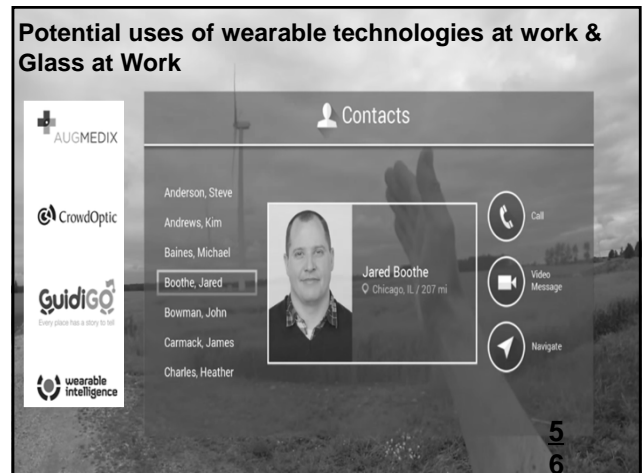 Potential uses of wearable technologies at work &
Glass at Work
AUGMEDIX
CrowdOptic
GuidiGO
Every place has a story to tell
wearable
intelligence
Contacts
Anderson, Steve
Andrews, Kim
Baines, Michael
Boothe, Jared
Bowman, John
Carmack, James
Charles, Heather
Jared Boothe
Chicago, IL / 207 mi
Call
Video
Message
Navigate
5
6